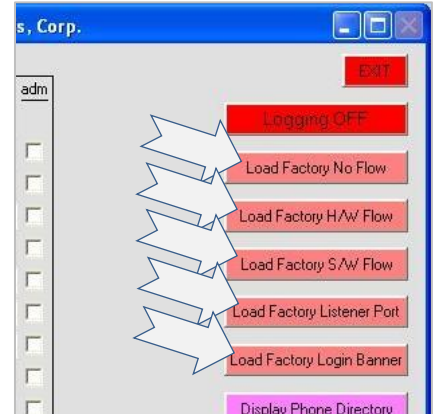 s, Corp.
EXIT
adm
Logging OFF
Load Factory No Flow
Load Factory H/W Flow
Load Factory S/W Flow
Load Factory Listener Port
Load Factory Login Banner
Display Phone Directory